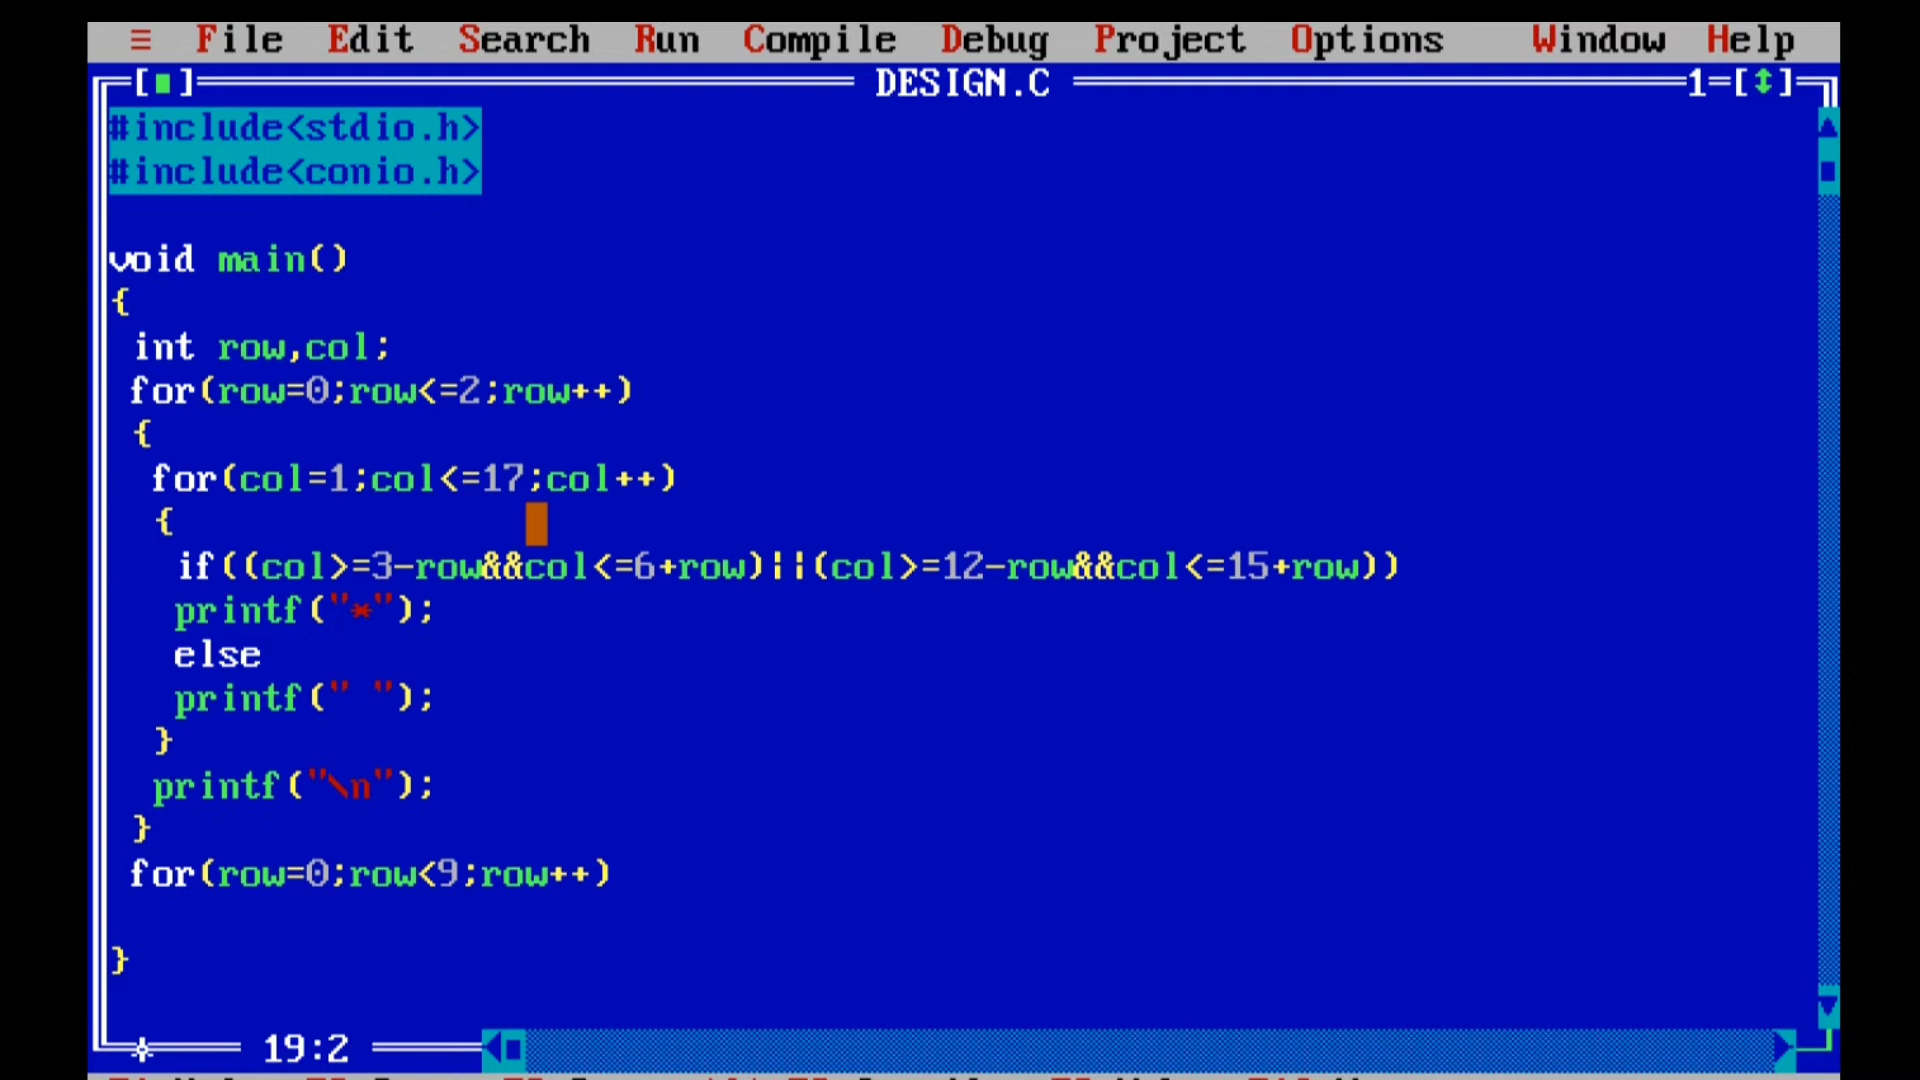 ≡ File Edit Search Run Compile Debug Project Options Window Help
[■] DESIGN.C 1=[↕]
#include<stdio.h>
#include<conio.h>
void main()
{
int row,col;
for(row=0;row<=2;row++)
{
for(col=1;col<=17;col++)
{
if((col>=3-row&&col<=6+row)||(col>=12-row&&col<=15+row))
printf("*");
else
printf(" ");
}
printf("\n");
}
for(row=0;row<9;row++)
}
19:2